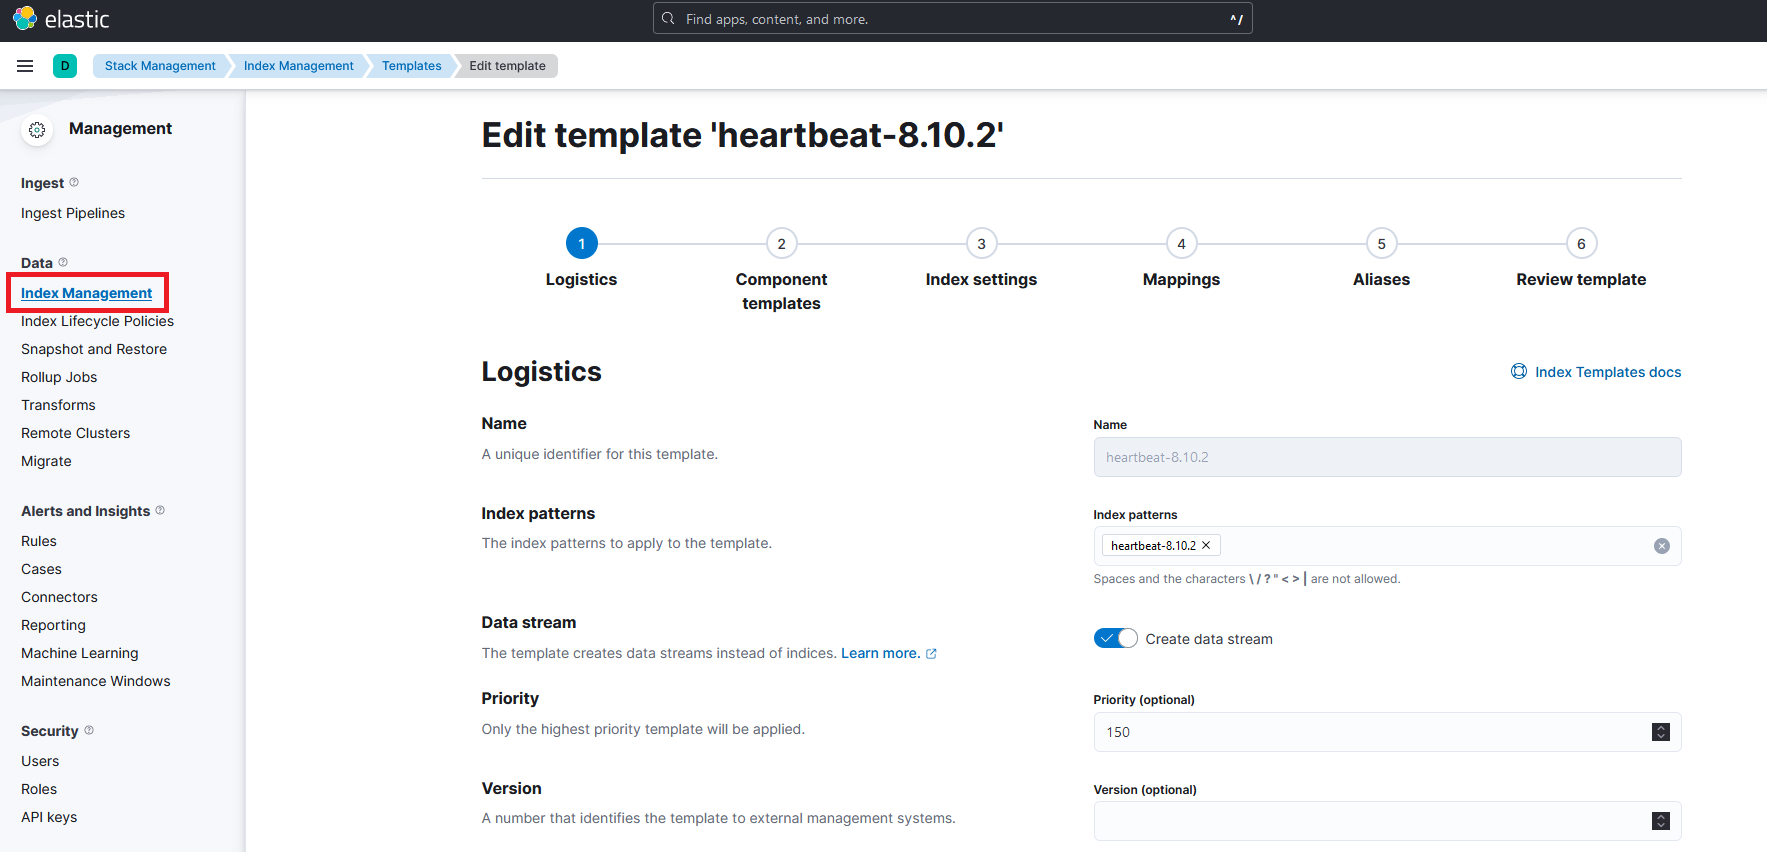 elastic
Find apps, content, and more.
^/
D
Stack Management
Index Management
Templates
Edit template
Management
Ingest
Ingest Pipelines
Data
Index Management
Index Lifecycle Policies
Snapshot and Restore
Rollup Jobs
Transforms
Remote Clusters
Migrate
Alerts and Insights
Rules
Cases
Connectors
Reporting
Machine Learning
Maintenance Windows
Security
Users
Roles
API keys
Edit template 'heartbeat-8.10.2'
1
Logistics
2
Component
templates
3
Index settings
4
Mappings
5
Aliases
6
Review template
Logistics
Index Templates docs
Name
A unique identifier for this template.
Name
heartbeat-8.10.2
Index patterns
The index patterns to apply to the template.
Index patterns
heartbeat-8.10.2
Spaces and the characters \ / ? " < > | are not allowed.
Data stream
The template creates data streams instead of indices. Learn more.
Create data stream
Priority
Only the highest priority template will be applied.
Priority (optional)
150
Version
A number that identifies the template to external management systems.
Version (optional)